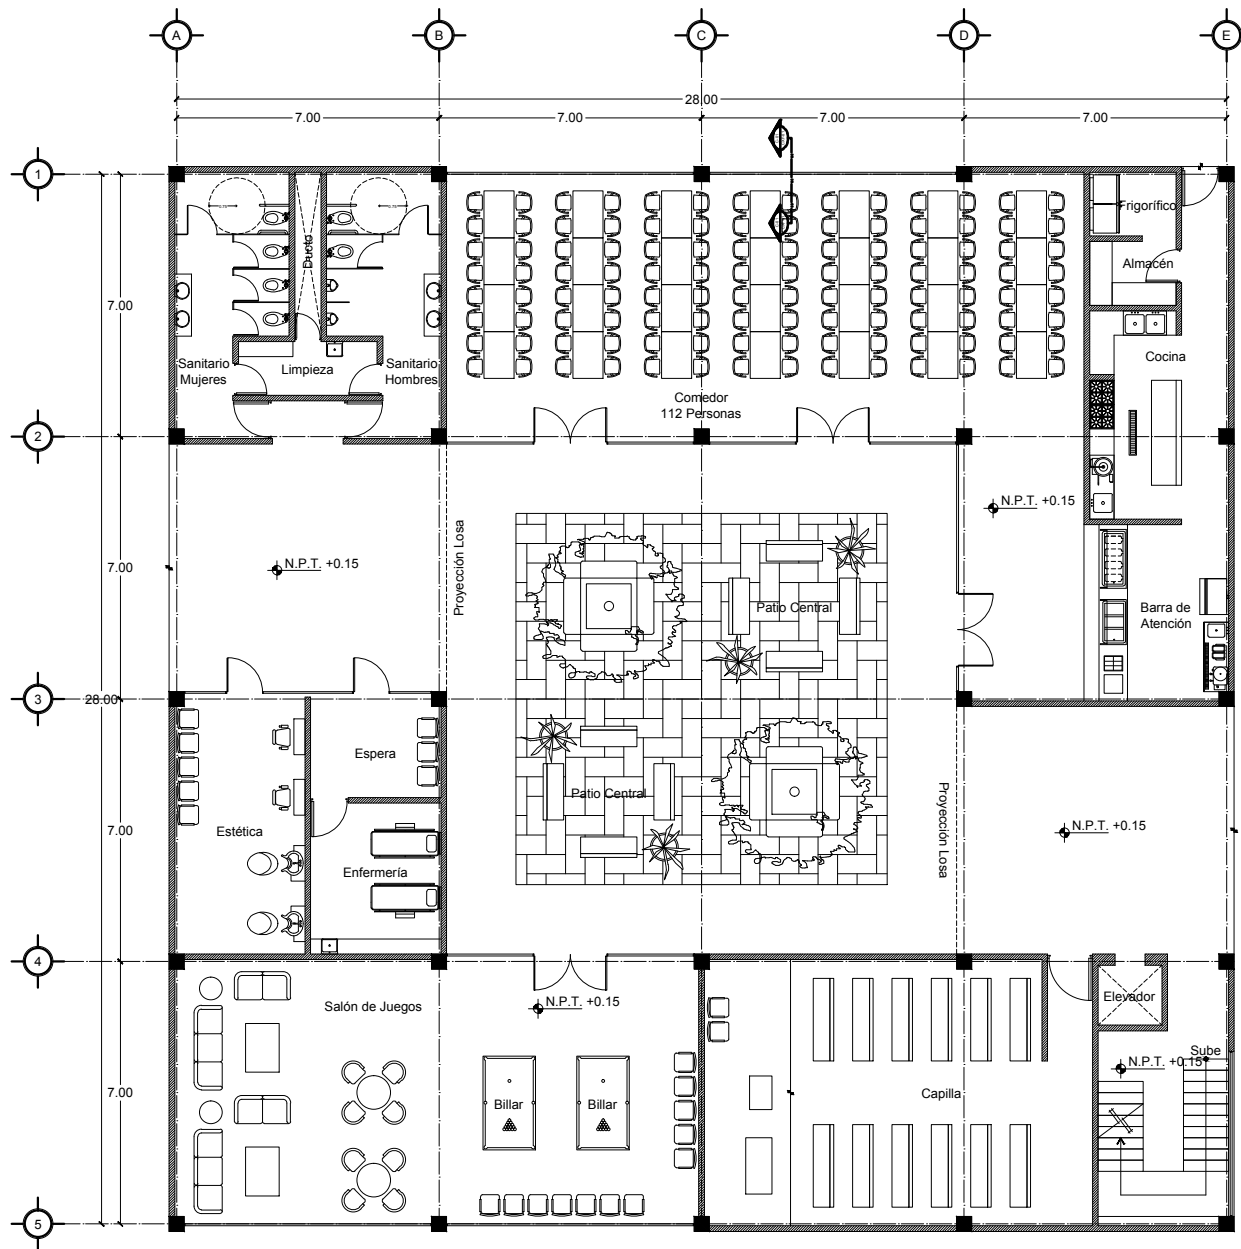 A
B
C
D
E
28.00
7.00
7.00
7.00
7.00
1
Frigorífico
Ducto
Almacén
7.00
Cocina
Sanitario
Mujeres
Limpieza
Sanitario
Hombres
Comedor
112 Personas
2
N.P.T. +0.15
N.P.T. +0.15
7.00
Proyección Losa
Patio Central
Barra de
Atención
3
28.00
Espera
Patio Central
Estética
7.00
N.P.T. +0.15
Proyección Losa
Enfermería
4
Salón de Juegos
N.P.T. +0.15
Elevador
Sube
N.P.T. +0.15
7.00
Billar
Billar
Capilla
5